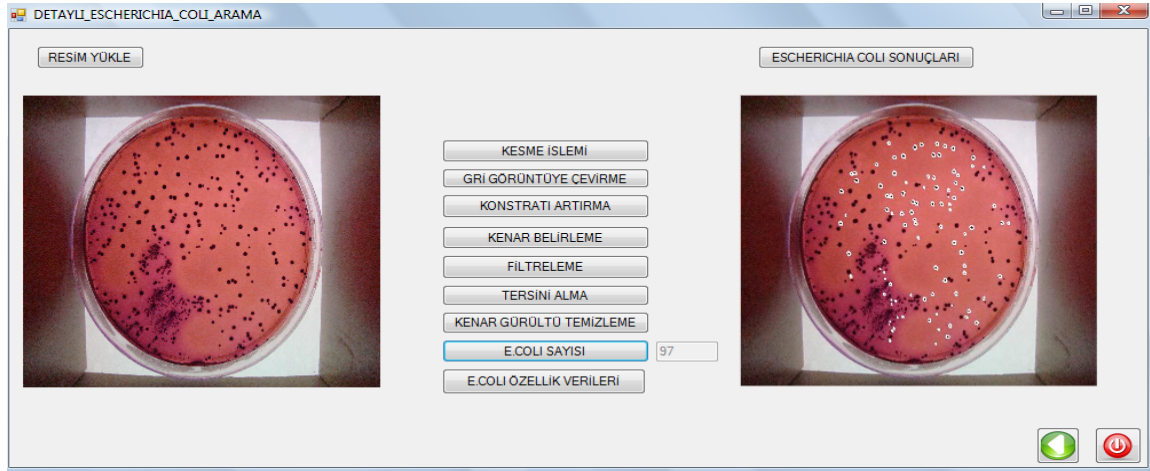 DETAYLI_ESCHERICHIA_COLI_ARAMA
RESİM YÜKLE
ESCHERICHIA COLI SONUÇLARI
KESME İSLEMİ
GRİ GÖRÜNTÜYE ÇEVİRME
KONSTRATI ARTIRMA
KENAR BELİRLEME
FİLTRELEME
TERSİNİ ALMA
KENAR GÜRÜLTÜ TEMİZLEME
E.COLI SAYISI 97
E.COLI ÖZELLİK VERİLERİ